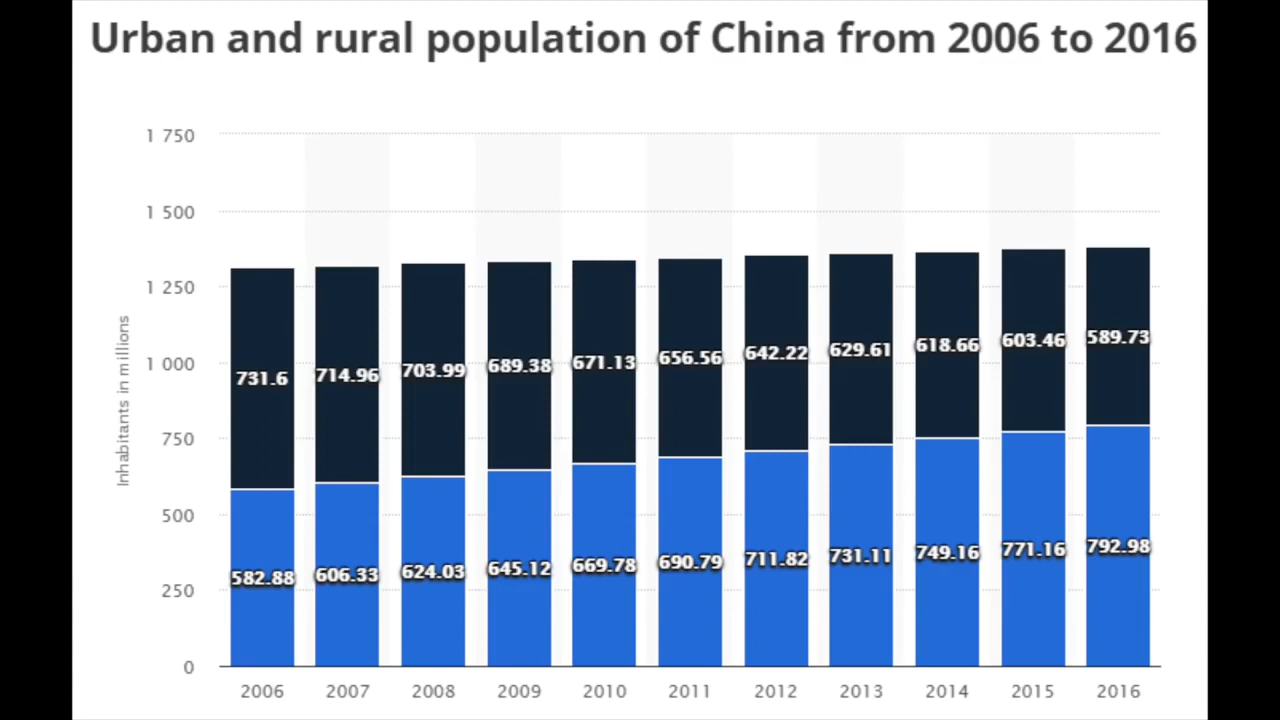 Urban and rural population of China from 2006 to 2016
1 750
1 500
1 250
1 000
750
500
250
0
Inhabitants in millions
731.6 714.96 703.99 689.38 671.13 656.56 642.22 629.61 618.66 603.46 589.73
582.88 606.33 624.03 645.12 669.78 690.79 711.82 731.11 749.16 771.16 792.98
2006 2007 2008 2009 2010 2011 2012 2013 2014 2015 2016